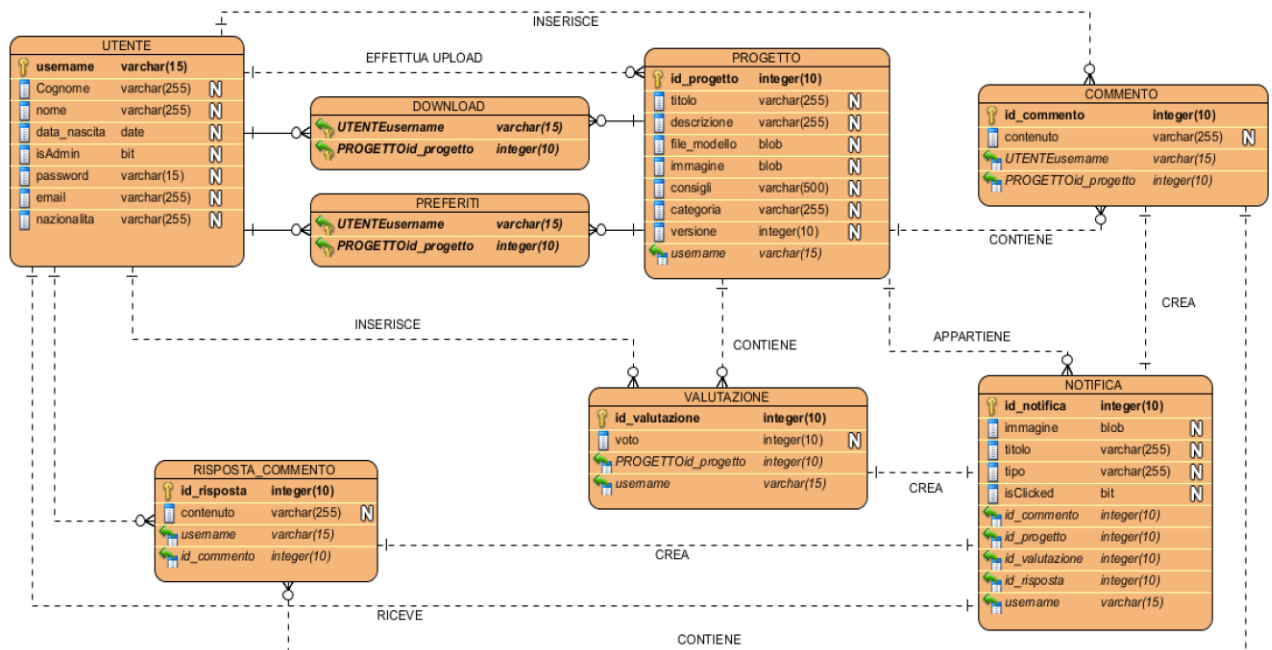 INSERISCE
UTENTE
username varchar(15)
Cognome varchar(255) N
nome varchar(255) N
data_nascita date N
isAdmin bit N
password varchar(15) N
email varchar(255) N
nazionalita varchar(255) N
EFFETTUA UPLOAD
DOWNLOAD
UTENTEusername varchar(15)
PROGETTOid_progetto integer(10)
PREFERITI
UTENTEusername varchar(15)
PROGETTOid_progetto integer(10)
PROGETTO
id_progetto integer(10)
titolo varchar(255) N
descrizione varchar(255) N
file_modello blob N
immagine blob N
consigli varchar(500) N
categoria varchar(255) N
versione integer(10) N
username varchar(15)
COMMENTO
id_commento integer(10)
contenuto varchar(255) N
UTENTEusername varchar(15)
PROGETTOid_progetto integer(10)
CONTIENE
CREA
INSERISCE
CONTIENE
APPARTIENE
VALUTAZIONE
id_valutazione integer(10)
voto integer(10) N
PROGETTOid_progetto integer(10)
username varchar(15)
CREA
NOTIFICA
id_notifica integer(10)
immagine blob N
titolo varchar(255) N
tipo varchar(255) N
isClicked bit N
id_commento integer(10)
id_progetto integer(10)
id_valutazione integer(10)
id_risposta integer(10)
username varchar(15)
RISPOSTA_COMMENTO
id_risposta integer(10)
contenuto varchar(255) N
username varchar(15)
id_commento integer(10)
CREA
RICEVE
CONTIENE